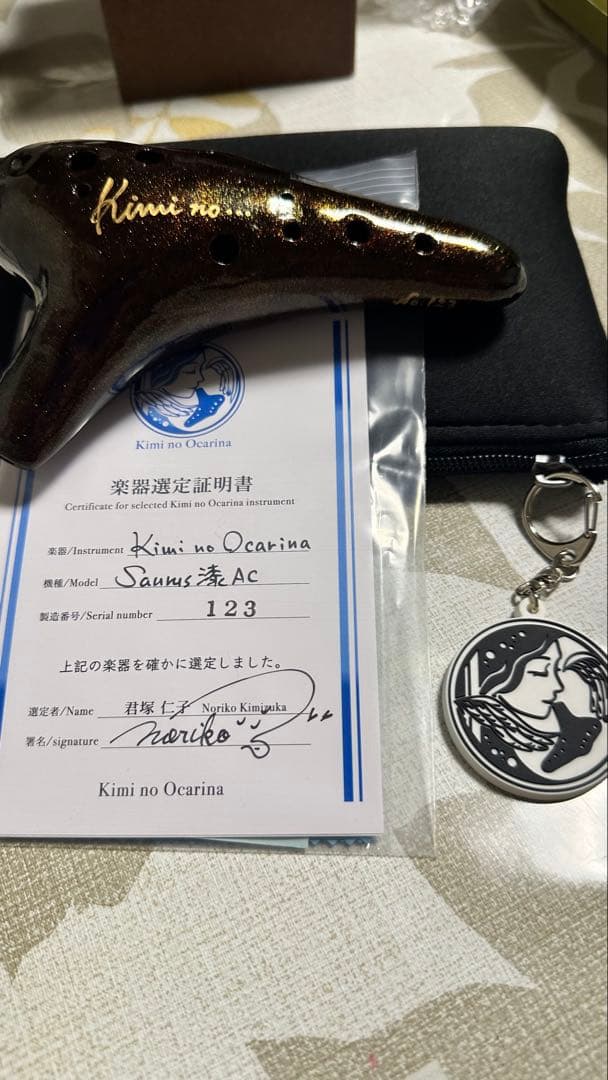 Kimi no...
No 123
Kimi no Ocarina
楽器選定証明書
Certificate for selected Kimi no Ocarina instrument
楽器/Instrument Kimi no Ocarina
機種/Model Saurus 漆 AC
製造番号/Serial number 123
上記の楽器を確かに選定しました。
選定者/Name 君塚 仁子 Noriko Kimizuka
署名/signature noriko
Kimi no Ocarina